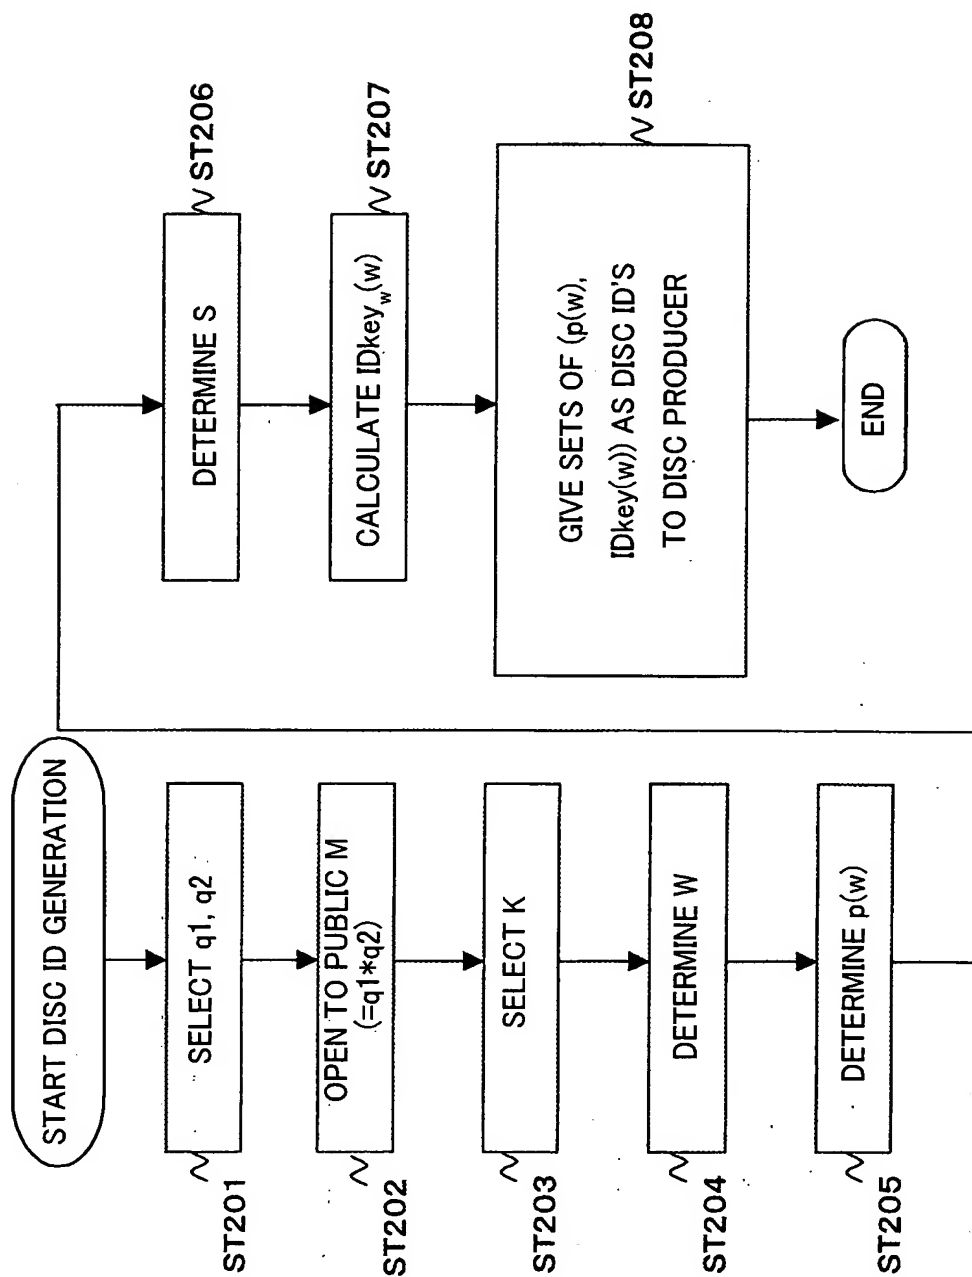 START DISC ID GENERATION
SELECT q1, q2
ST201
OPEN TO PUBLIC M
(=q1*q2)
ST202
SELECT K
ST203
DETERMINE W
ST204
DETERMINE p(w)
ST205
DETERMINE S
ST206
CALCULATE IDkey_w(w)
ST207
GIVE SETS OF (p(w),
IDkey(w)) AS DISC ID'S
TO DISC PRODUCER
ST208
END